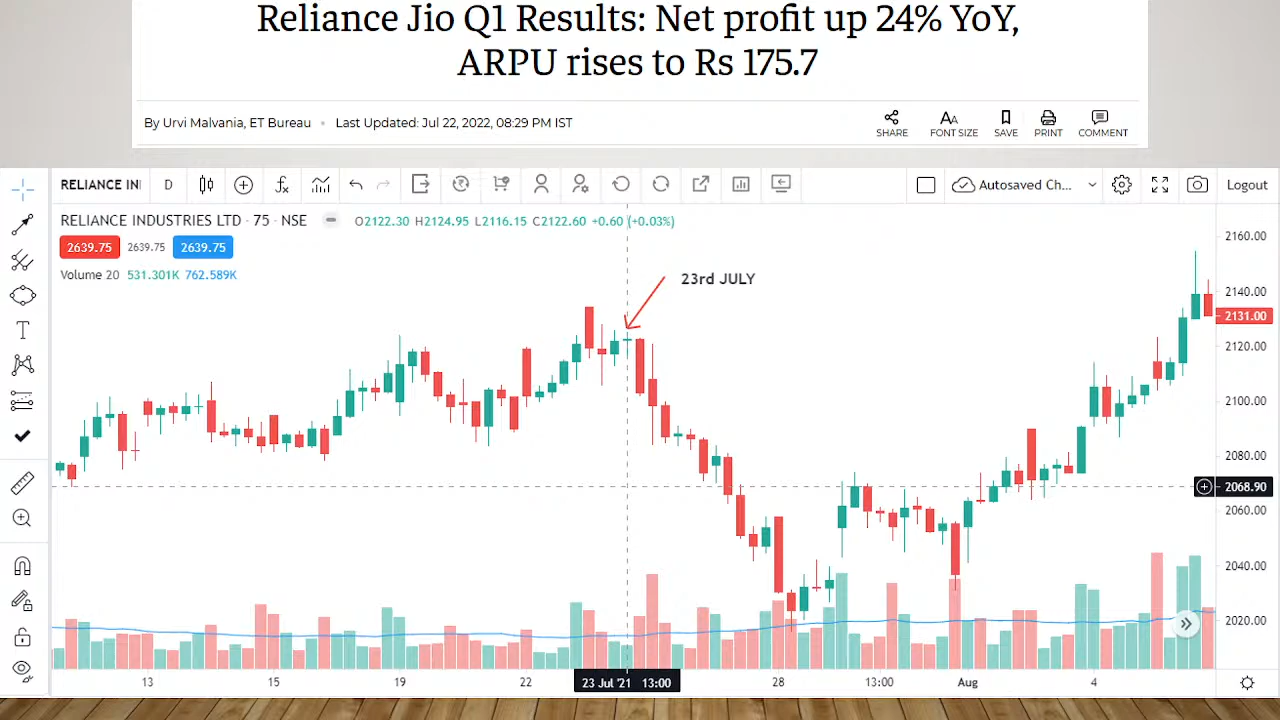 Reliance Jio Q1 Results: Net profit up 24% YoY,
ARPU rises to Rs 175.7
By Urvi Malvania, ET Bureau • Last Updated: Jul 22, 2022, 08:29 PM IST
SHARE FONT SIZE SAVE PRINT COMMENT
RELIANCE IN D Autosaved Ch... Logout
RELIANCE INDUSTRIES LTD · 75 · NSE O2122.30 H2124.95 L2116.15 C2122.60 +0.60 (+0.03%)
2639.75 2639.75 2639.75
Volume 20 531.301K 762.589K
23rd JULY
2160.00
2140.00
2131.00
2120.00
2100.00
2080.00
2068.90
2060.00
2040.00
2020.00
13 15 19 22 23 Jul '21 13:00 28 13:00 Aug 4